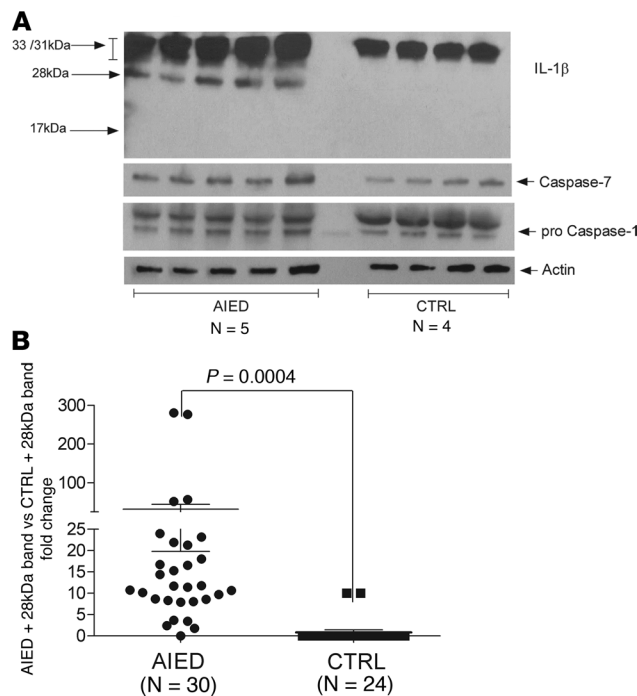 A
33 /31kDa
28kDa
17kDa
IL-1β
Caspase-7
pro Caspase-1
Actin
AIED
N = 5
CTRL
N = 4
B
P = 0.0004
AIED + 28kDa band vs CTRL + 28kDa band
fold change
300
200
100
25
20
15
10
5
0
AIED
(N = 30)
CTRL
(N = 24)